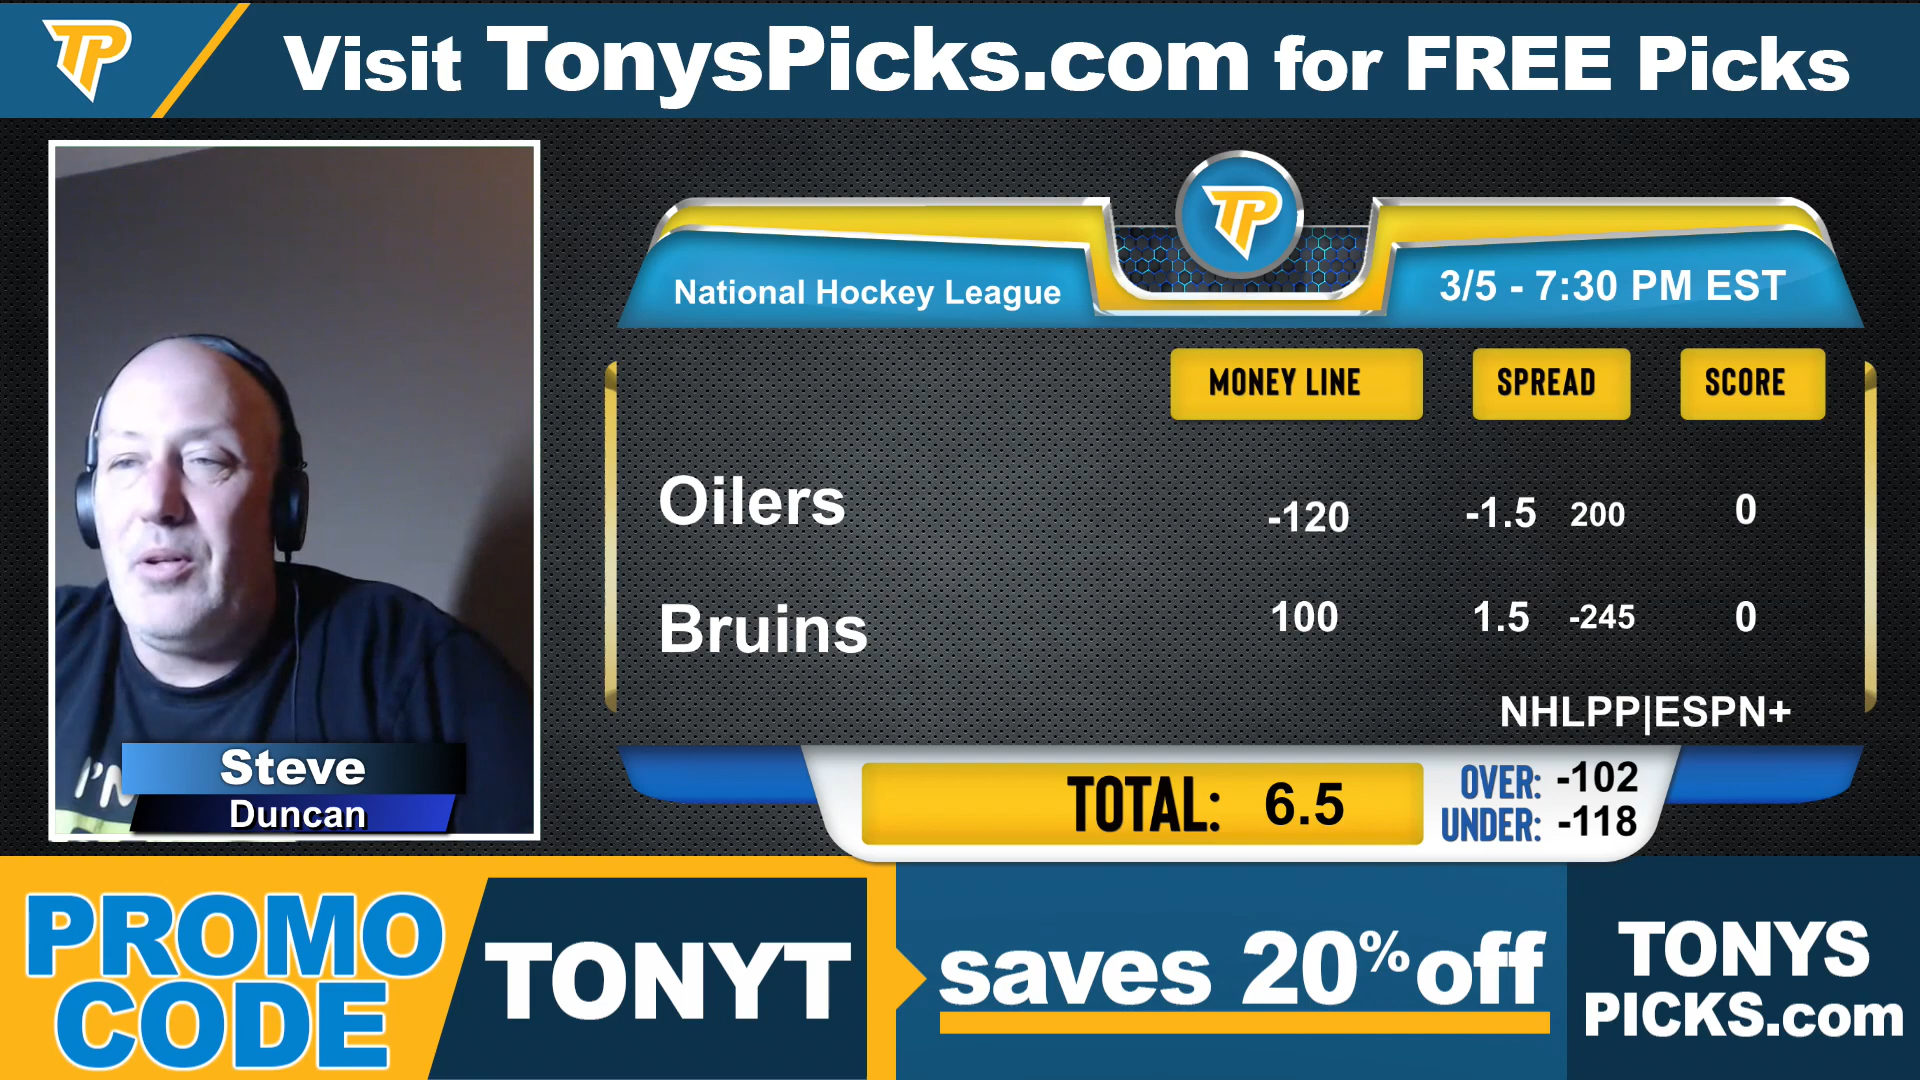 TP
Visit TonysPicks.com for FREE Picks
TP
National Hockey League
3/5 - 7:30 PM EST
MONEY LINE SPREAD SCORE
Oilers -120 -1.5 200 0
Bruins 100 1.5 -245 0
NHLPP|ESPN+
I'M
Steve
Duncan
TOTAL: 6.5
OVER: -102
UNDER: -118
PROMO
CODE
TONYT
saves 20% off
TONYS
PICKS.com